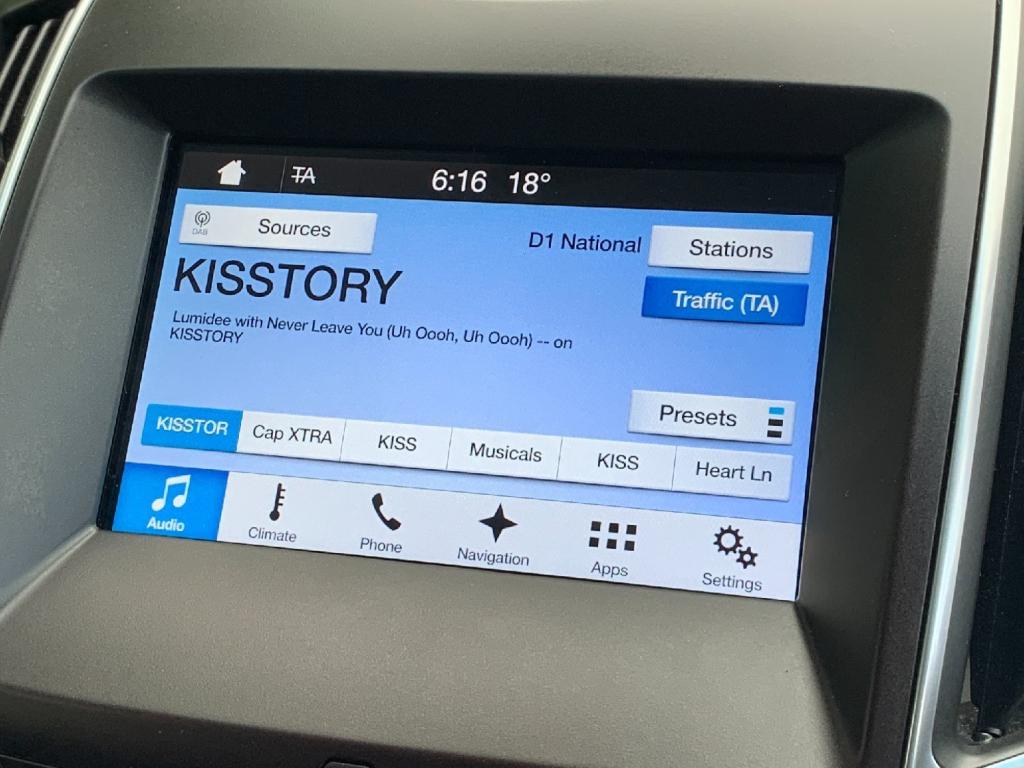 TA
6:16 18°
DAB
Sources
D1 National
Stations
KISSTORY
Traffic (TA)
Lumidee with Never Leave You (Uh Oooh, Uh Oooh) -- on
KISSTORY
Presets
KISSTOR
Cap XTRA
KISS
Musicals
KISS
Heart Ln
Audio
Climate
Phone
Navigation
Apps
Settings